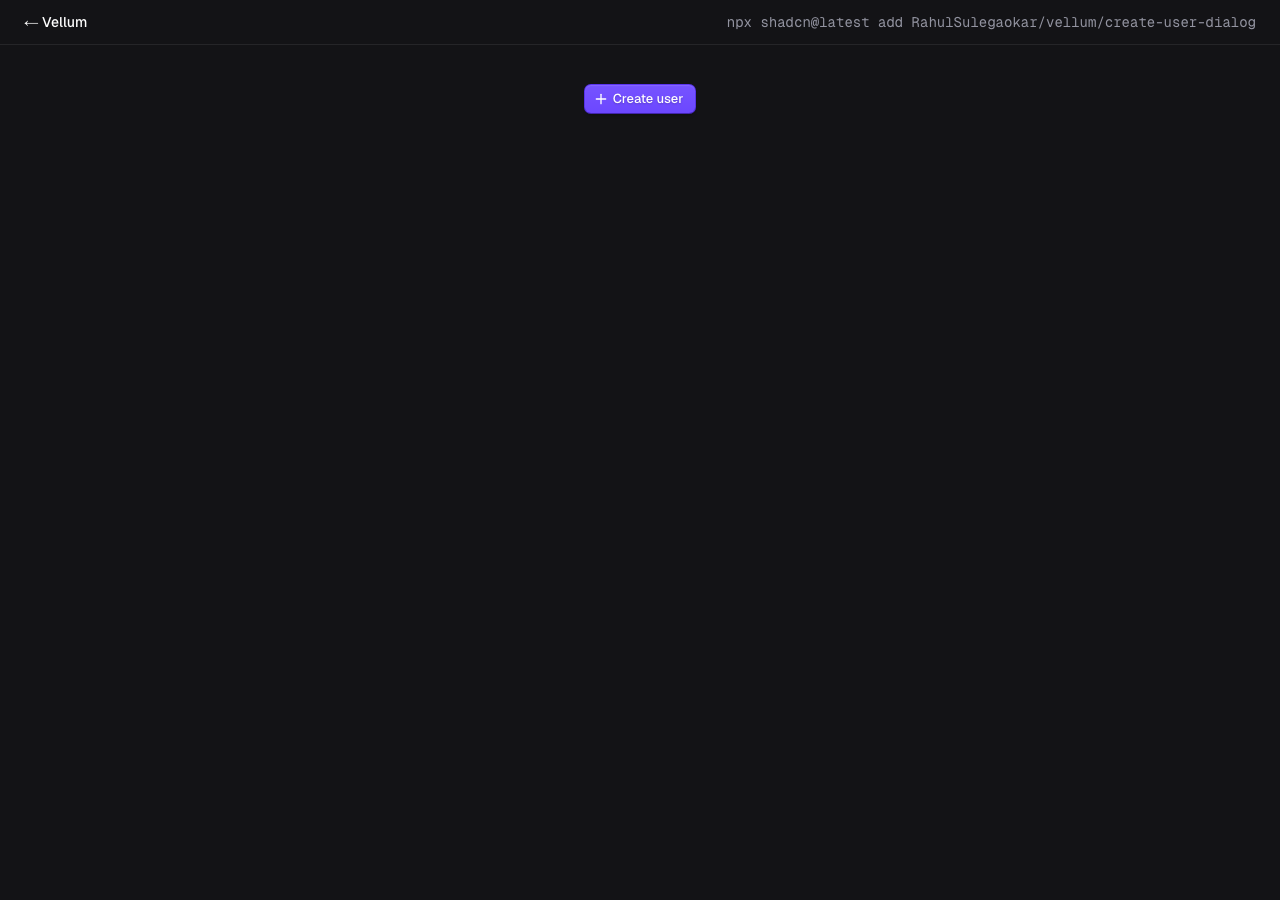 ← Vellum
npx shadcn@latest add RahulSulegaokar/vellum/create-user-dialog
+ Create user